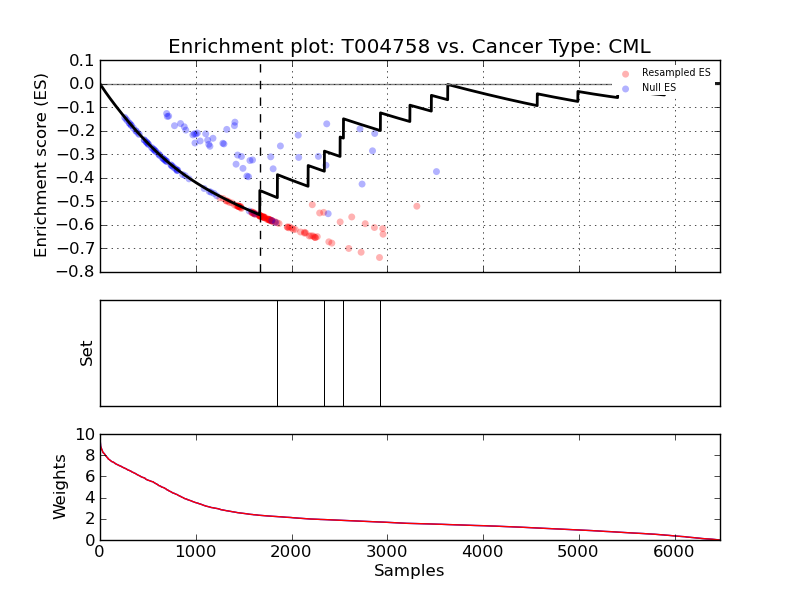 Enrichment plot: T004758 vs. Cancer Type: CML
Enrichment score (ES)
0.1
0.0
−0.1
−0.2
−0.3
−0.4
−0.5
−0.6
−0.7
−0.8
Resampled ES
Null ES
Set
Weights
10
8
6
4
2
0
0 1000 2000 3000 4000 5000 6000
Samples